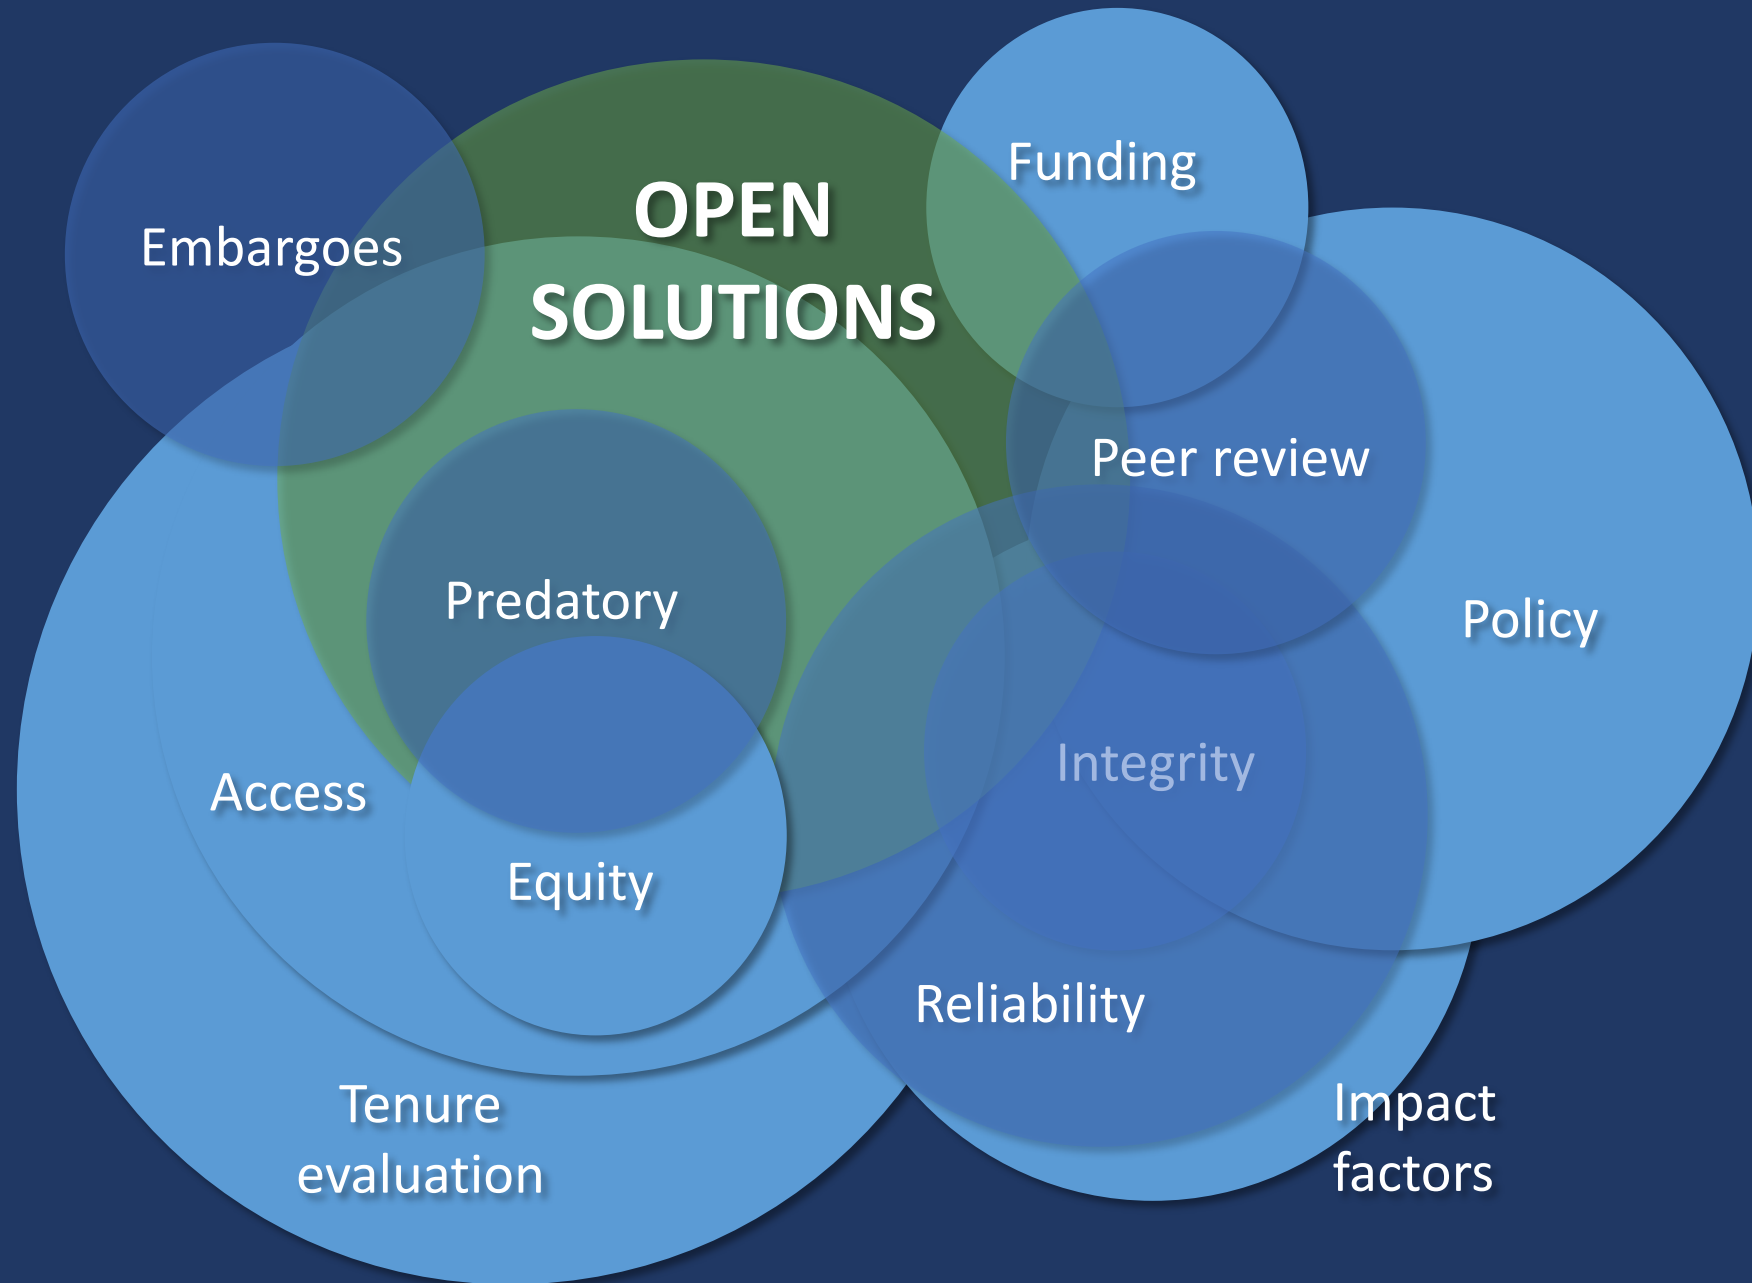 Funding
OPEN
SOLUTIONS
Embargoes
Peer review
Predatory
Policy
Integrity
Access
Equity
Reliability
Tenure
evaluation
Impact
factors